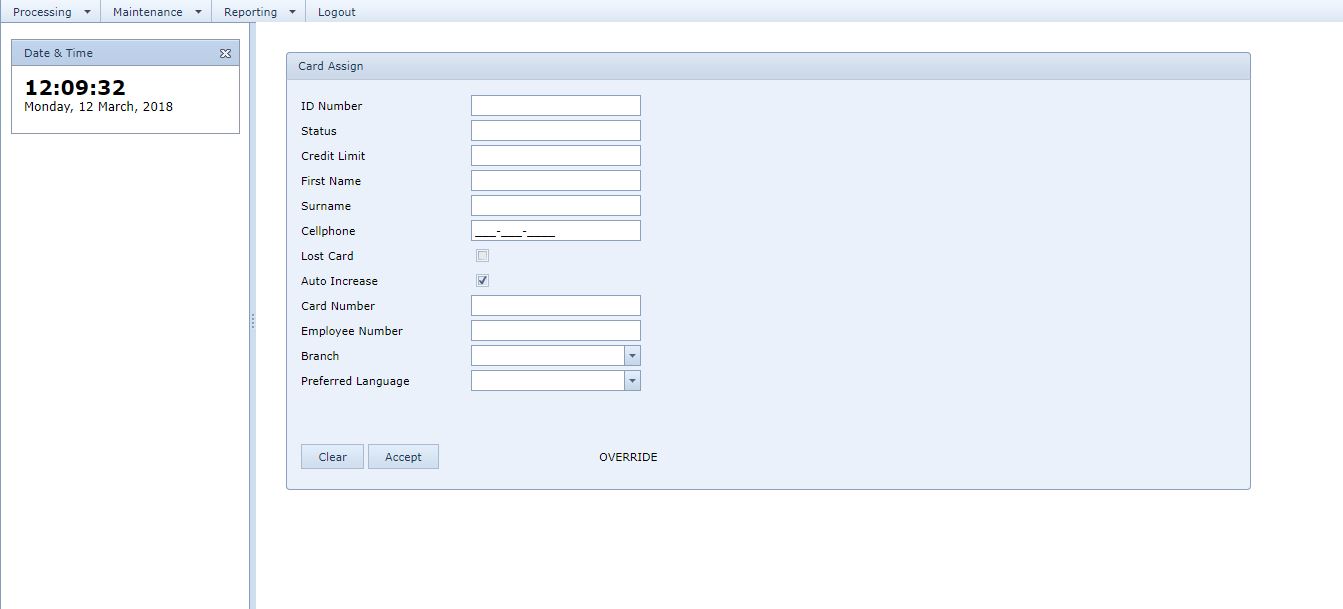 Processing Maintenance Reporting Logout
Date & Time
12:09:32
Monday, 12 March, 2018
Card Assign
ID Number
Status
Credit Limit
First Name
Surname
Cellphone ___-___-____
Lost Card
Auto Increase
Card Number
Employee Number
Branch
Preferred Language
Clear Accept OVERRIDE